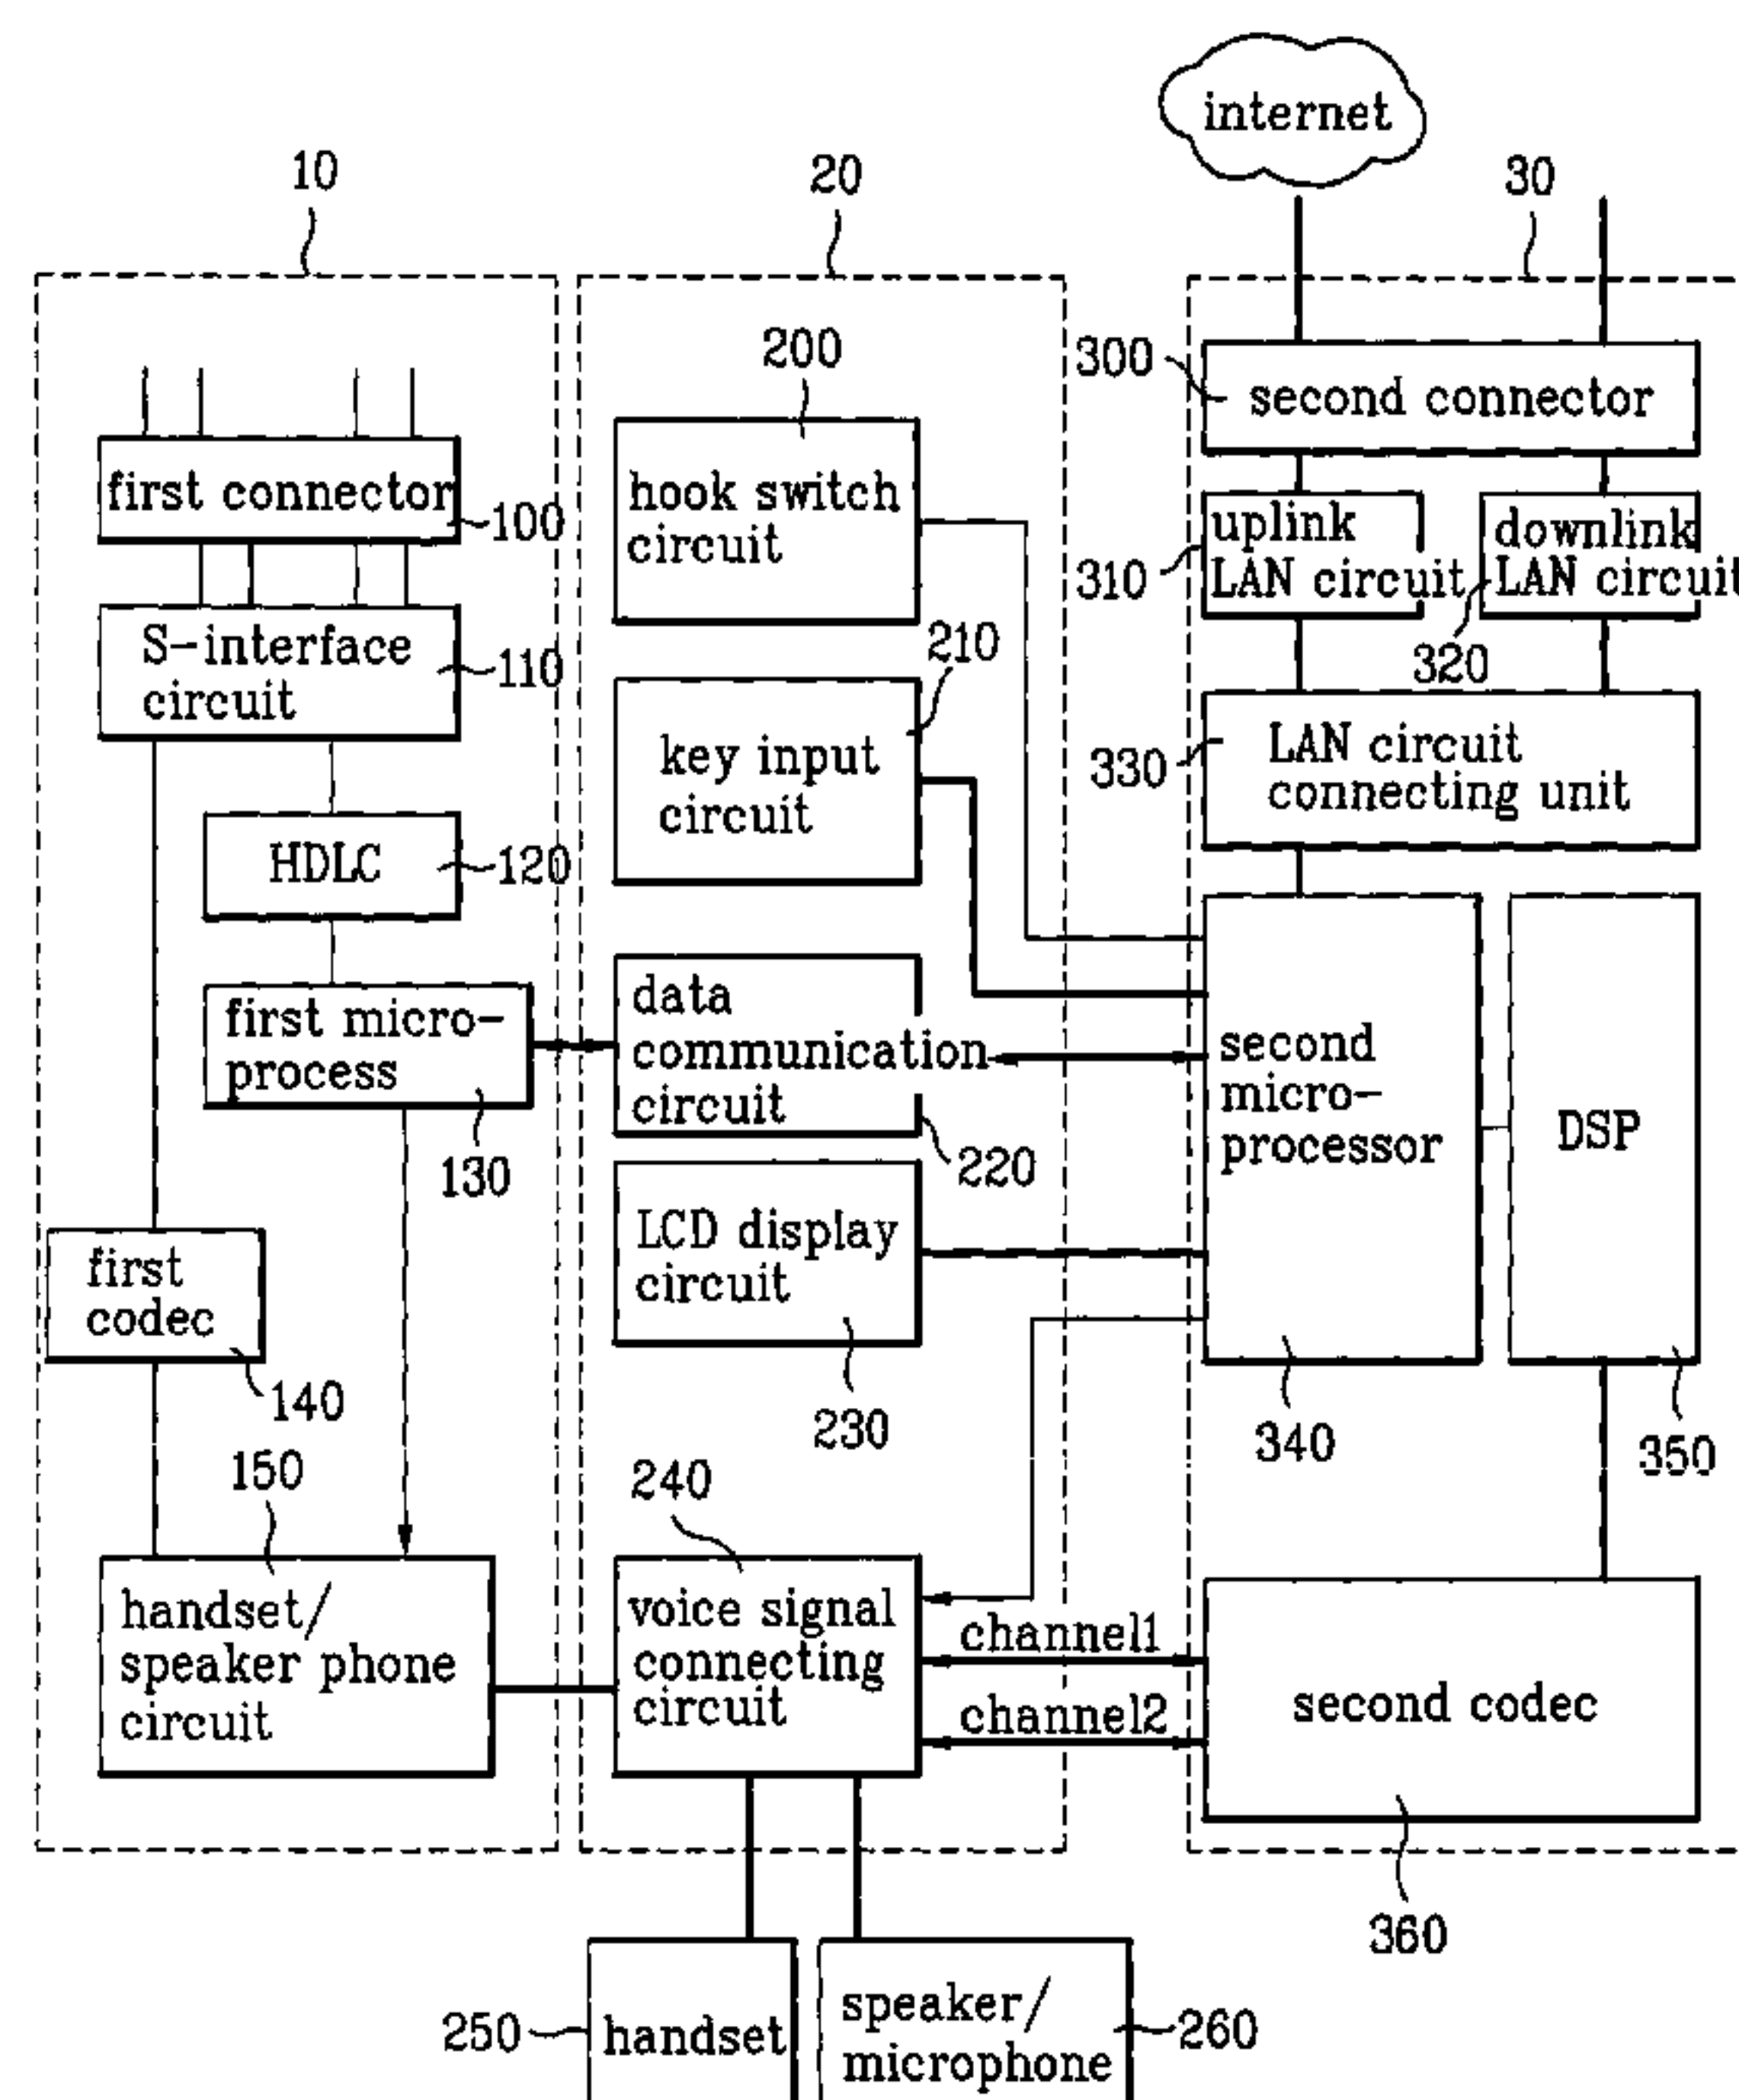 internet
10
20
30
200
300
second connector
first connector
100
hook switch
circuit
uplink
LAN circuit
310
downlink
LAN circuit
320
S-interface
circuit
110
210
key input
circuit
330
LAN circuit
connecting unit
HDLC
120
first micro-
process
130
data
communication
circuit
220
second
micro-
processor
340
DSP
350
LCD display
circuit
230
first
codec
140
150
handset/
speaker phone
circuit
240
voice signal
connecting
circuit
channel1
channel2
second codec
360
250
handset
speaker/
microphone
260